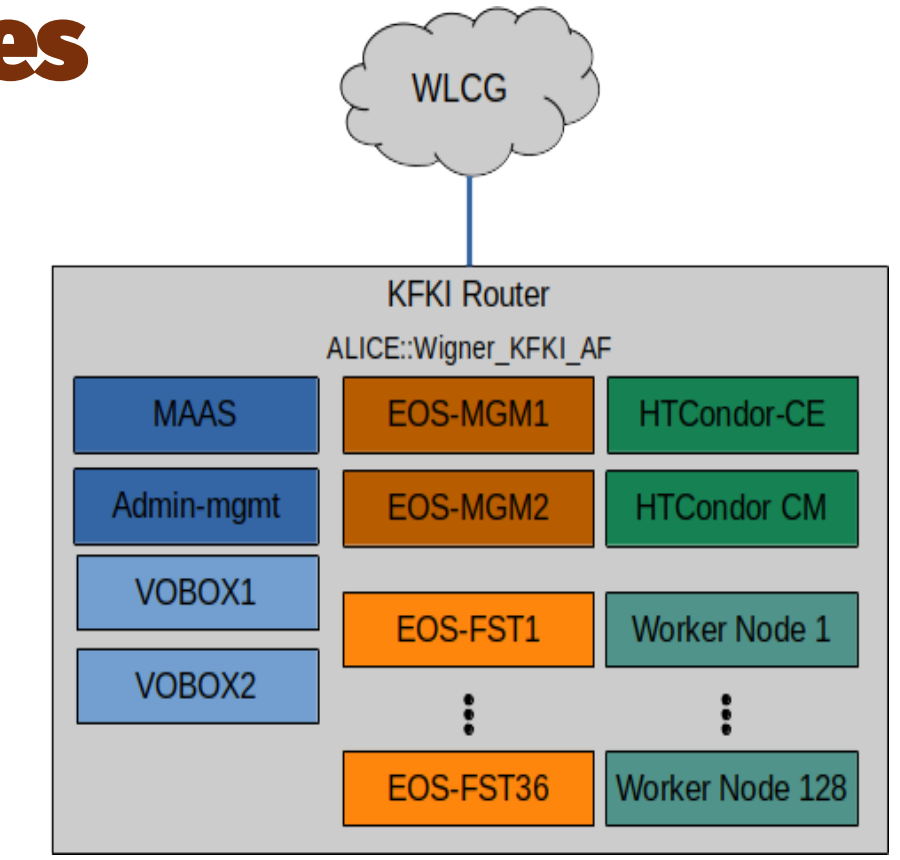 es
WLCG
KFKI Router
ALICE::Wigner_KFKI_AF
MAAS
EOS-MGM1
HTCondor-CE
Admin-mgmt
EOS-MGM2
HTCondor CM
VOBOX1
EOS-FST1
Worker Node 1
VOBOX2
EOS-FST36
Worker Node 128